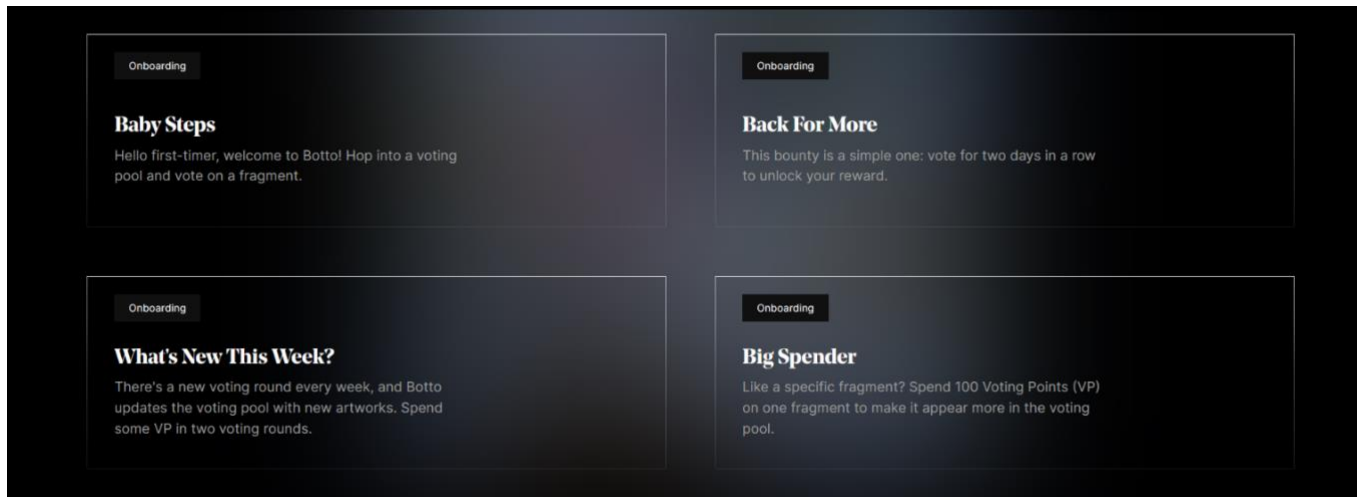 Onboarding
Baby Steps
Hello first-timer, welcome to Botto! Hop into a voting
pool and vote on a fragment.
Onboarding
Back For More
This bounty is a simple one: vote for two days in a row
to unlock your reward.
Onboarding
What's New This Week?
There's a new voting round every week, and Botto
updates the voting pool with new artworks. Spend
some VP in two voting rounds.
Onboarding
Big Spender
Like a specific fragment? Spend 100 Voting Points (VP)
on one fragment to make it appear more in the voting
pool.